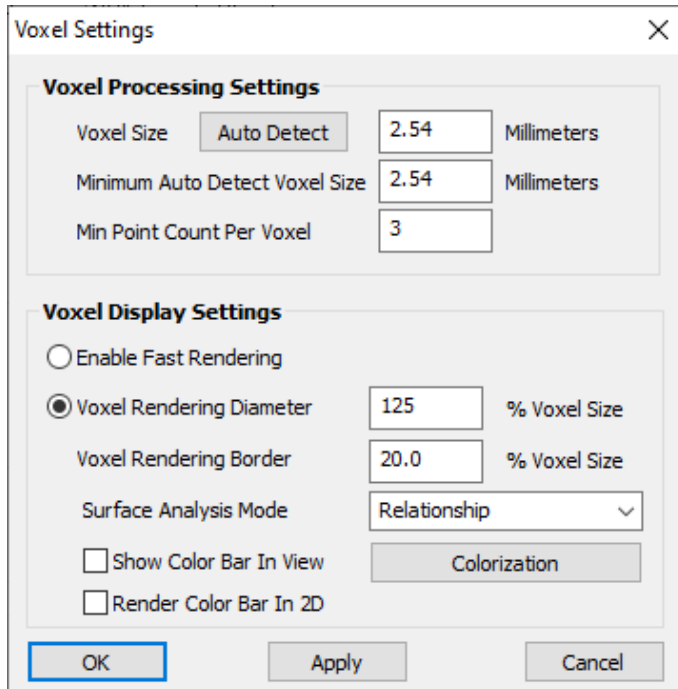 Voxel Settings
Voxel Processing Settings
Voxel Size Auto Detect 2.54 Millimeters
Minimum Auto Detect Voxel Size 2.54 Millimeters
Min Point Count Per Voxel 3
Voxel Display Settings
Enable Fast Rendering
Voxel Rendering Diameter 125 % Voxel Size
Voxel Rendering Border 20.0 % Voxel Size
Surface Analysis Mode Relationship
Show Color Bar In View Colorization
Render Color Bar In 2D
OK Apply Cancel